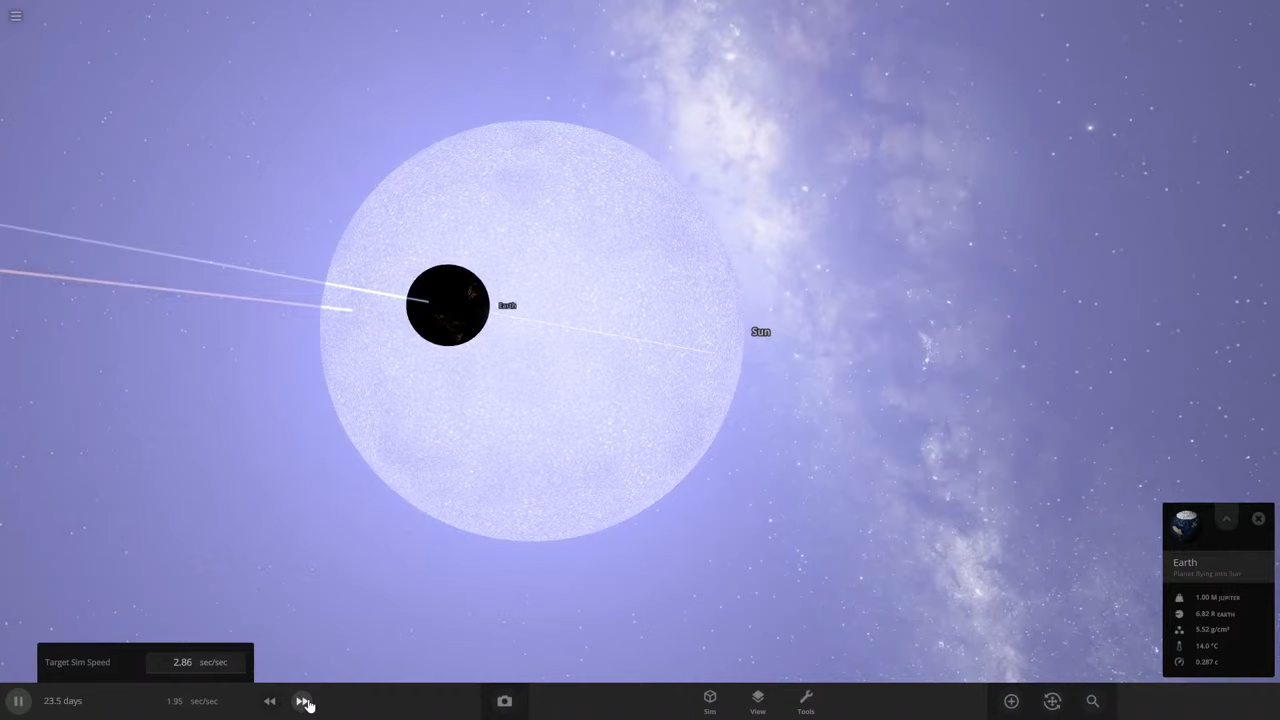 Earth
Sun
Earth
Planet flying into Sun
1.00 M JUPITER
6.82 R EARTH
5.52 g/cm³
14.0 °C
0.287 c
Target Sim Speed 2.86 sec/sec
23.5 days 1.95 sec/sec
Sim View Tools